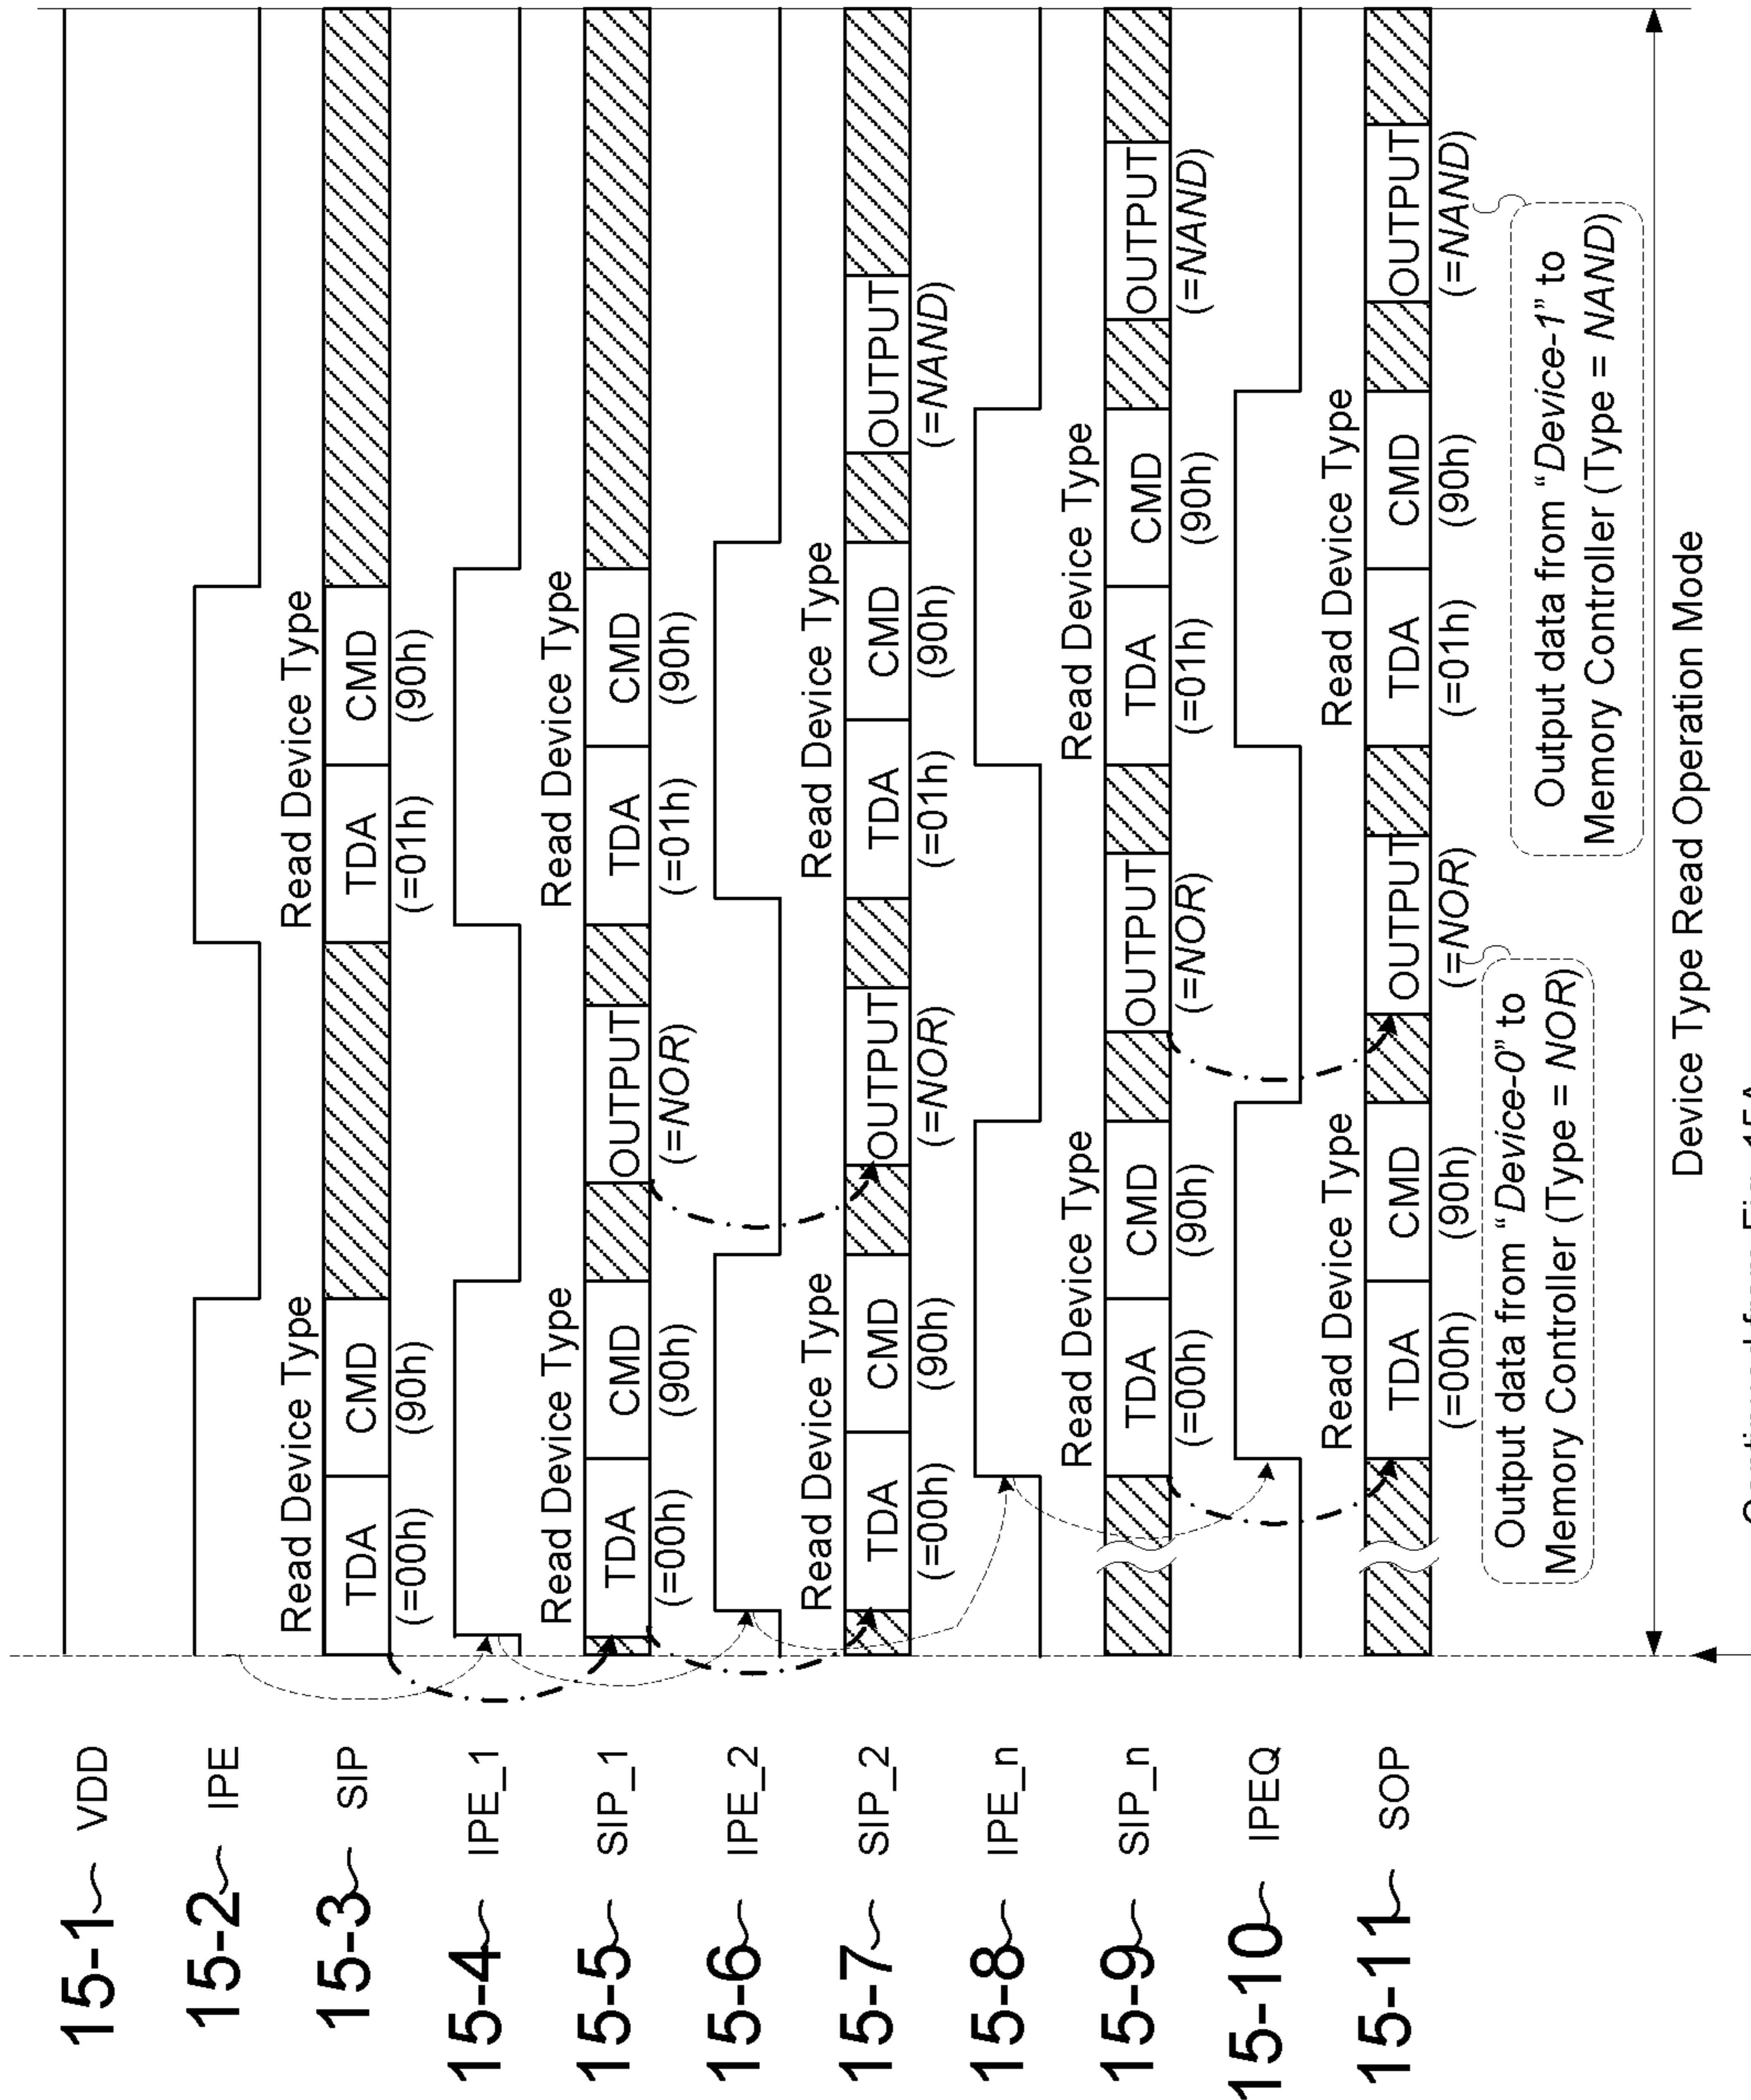 15-1 VDD
15-2 IPE
Read Device Type Read Device Type
15-3 SIP TDA CMD TDA CMD
(=00h) (90h) (=01h) (90h)
15-4 IPE_1
Read Device Type Read Device Type
15-5 SIP_1 TDA CMD OUTPUT TDA CMD
(=00h) (90h) (=NOR) (=01h) (90h)
15-6 IPE_2
Read Device Type Read Device Type
15-7 SIP_2 TDA CMD OUTPUT TDA CMD OUTPUT
(=00h) (90h) (=NOR) (=01h) (90h) (=NAND)
15-8 IPE_n
Read Device Type Read Device Type
15-9 SIP_n TDA CMD OUTPUT TDA CMD OUTPUT
(=00h) (90h) (=NOR) (=01h) (90h) (=NAND)
15-10 IPEQ
Read Device Type Read Device Type
15-11 SOP TDA CMD OUTPUT TDA CMD OUTPUT
(=00h) (90h) (=NOR) (=01h) (90h) (=NAND)
Output data from "Device-0" to
Memory Controller (Type = NOR)
Output data from "Device-1" to
Memory Controller (Type = NAND)
Device Type Read Operation Mode
Continued from Fig.15A